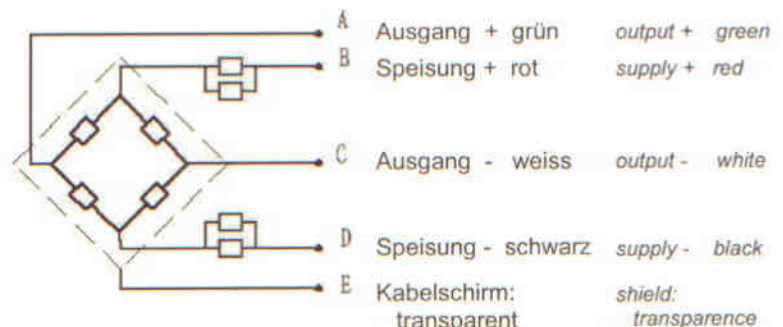 A Ausgang + grün output + green
B Speisung + rot supply + red
C Ausgang - weiss output - white
D Speisung - schwarz supply - black
E Kabelschirm: shield:
transparent transparence